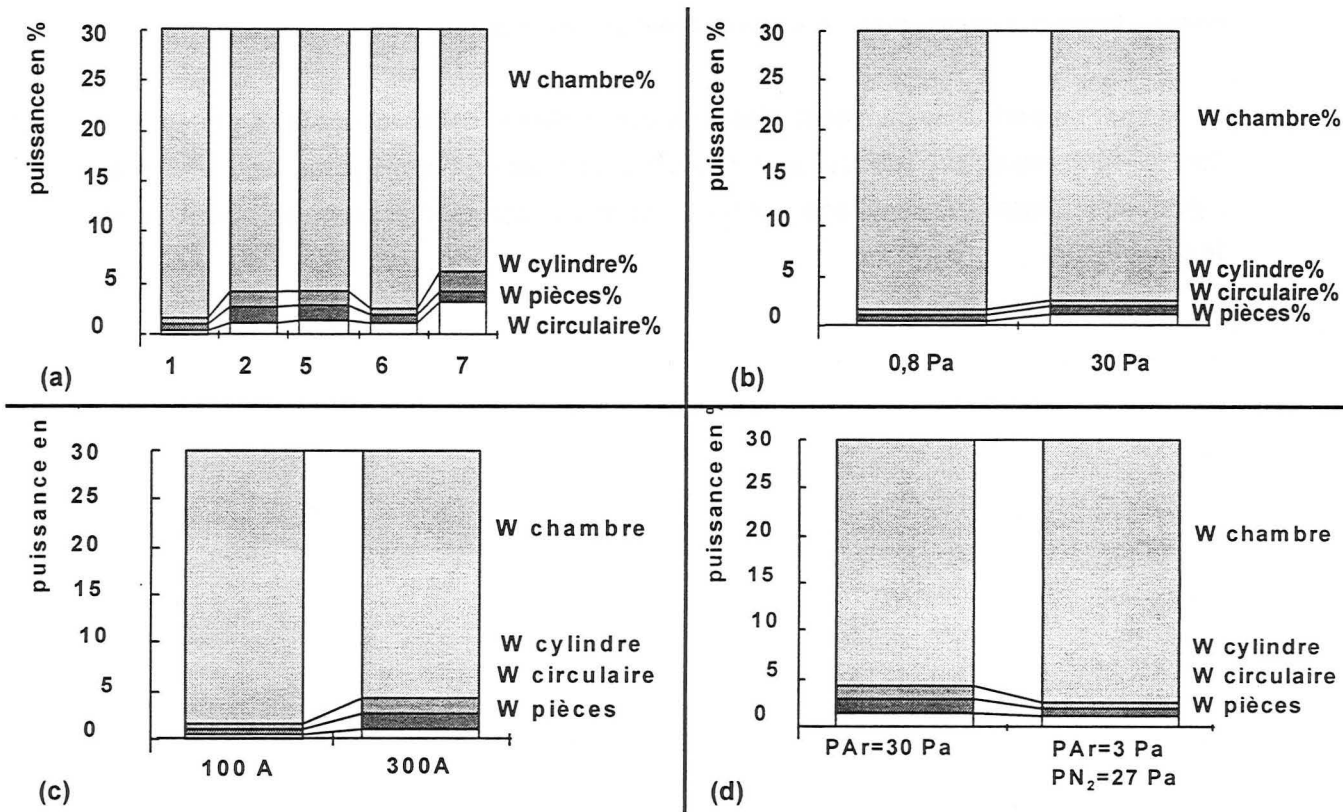 puissance en %
30
25
20
15
10
5
0
W chambre%
W cylindre%
W pièces%
W circulaire%
1 2 5 6 7
(a)
puissance en %
30
25
20
15
10
5
0
W chambre%
W cylindre%
W circulaire%
W pièces%
0,8 Pa 30 Pa
(b)
puissance en
30
25
20
15
10
5
0
W chambre
W cylindre
W circulaire
W pièces
100 A 300A
(c)
puissance en %
30
25
20
15
10
5
0
W chambre
W cylindre
W circulaire
W pièces
PAr=30 Pa PAr=3 Pa
PN₂=27 Pa
(d)